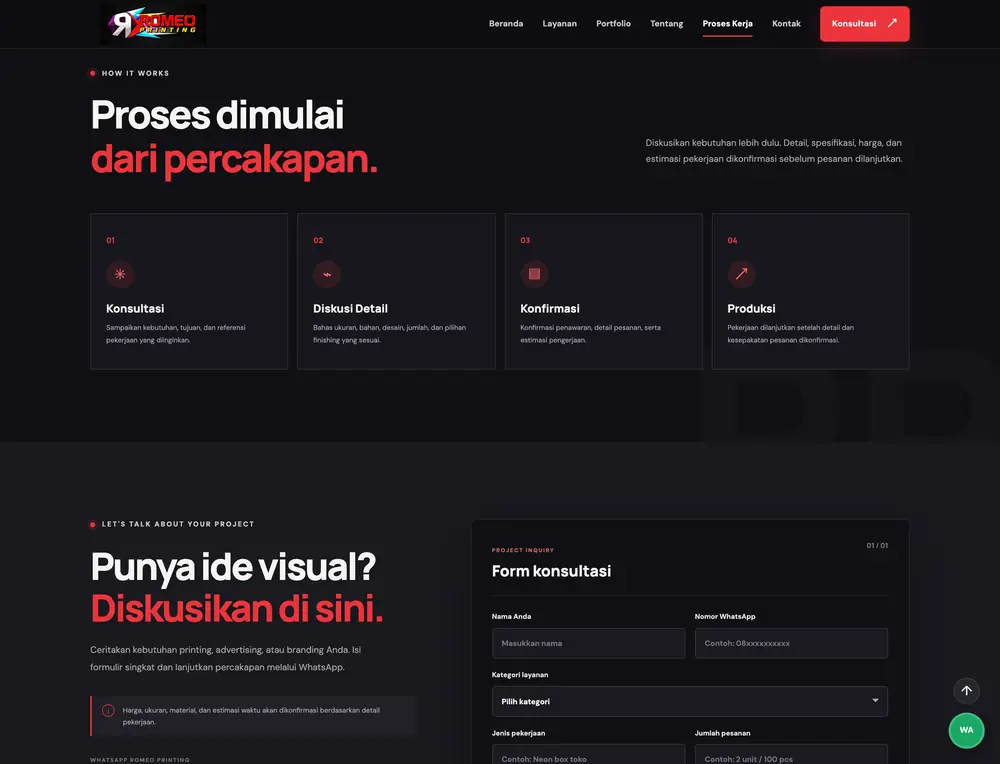 ROMEO
PRINTING
Beranda
Layanan
Portfolio
Tentang
Proses Kerja
Kontak
Konsultasi
HOW IT WORKS
Proses dimulai
dari percakapan.
Diskusikan kebutuhan lebih dulu. Detail, spesifikasi, harga, dan
estimasi pekerjaan dikonfirmasi sebelum pesanan dilanjutkan.
01
Konsultasi
Sampaikan kebutuhan, tujuan, dan referensi
pekerjaan yang diinginkan.
02
Diskusi Detail
Bahas ukuran, bahan, desain, jumlah, dan pilihan
finishing yang sesuai.
03
Konfirmasi
Konfirmasi penawaran, detail pesanan, serta
estimasi pengerjaan.
04
Produksi
Pekerjaan dilanjutkan setelah detail dan
kesepakatan pesanan dikonfirmasi.
LET'S TALK ABOUT YOUR PROJECT
Punya ide visual?
Diskusikan di sini.
Ceritakan kebutuhan printing, advertising, atau branding Anda. Isi
formulir singkat dan lanjutkan percakapan melalui WhatsApp.
Harga, ukuran, material, dan estimasi waktu akan dikonfirmasi berdasarkan detail
pekerjaan.
WHATSAPP ROMEO PRINTING
PROJECT INQUIRY
01 / 01
Form konsultasi
Nama Anda
Masukkan nama
Nomor WhatsApp
Contoh: 08xxxxxxxxxx
Kategori layanan
Pilih kategori
Jenis pekerjaan
Contoh: Neon box toko
Jumlah pesanan
Contoh: 2 unit / 100 pcs
WA